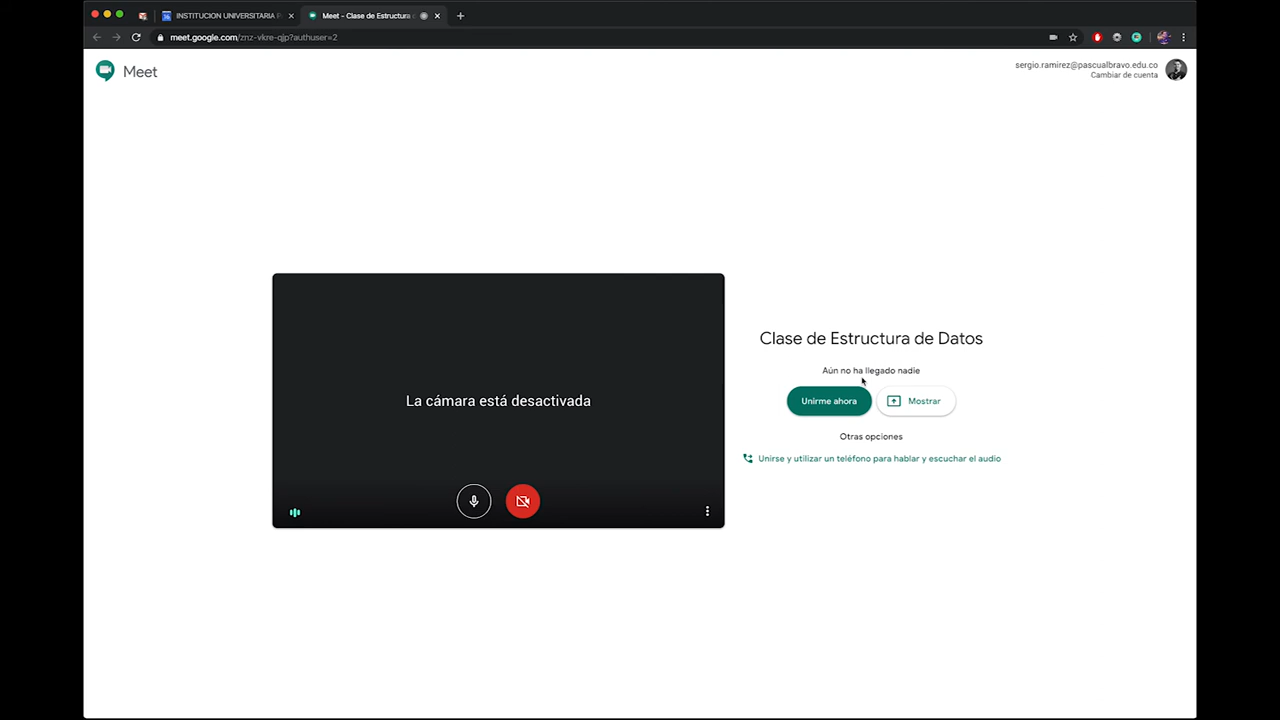 INSTITUCION UNIVERSITARIA P
Meet - Clase de Estructura
meet.google.com/znz-vkre-qjp?authuser=2
Meet
sergio.ramirez@pascualbravo.edu.co
Cambiar de cuenta
Clase de Estructura de Datos
Aún no ha llegado nadie
La cámara está desactivada
Unirme ahora
Mostrar
Otras opciones
Unirse y utilizar un teléfono para hablar y escuchar el audio